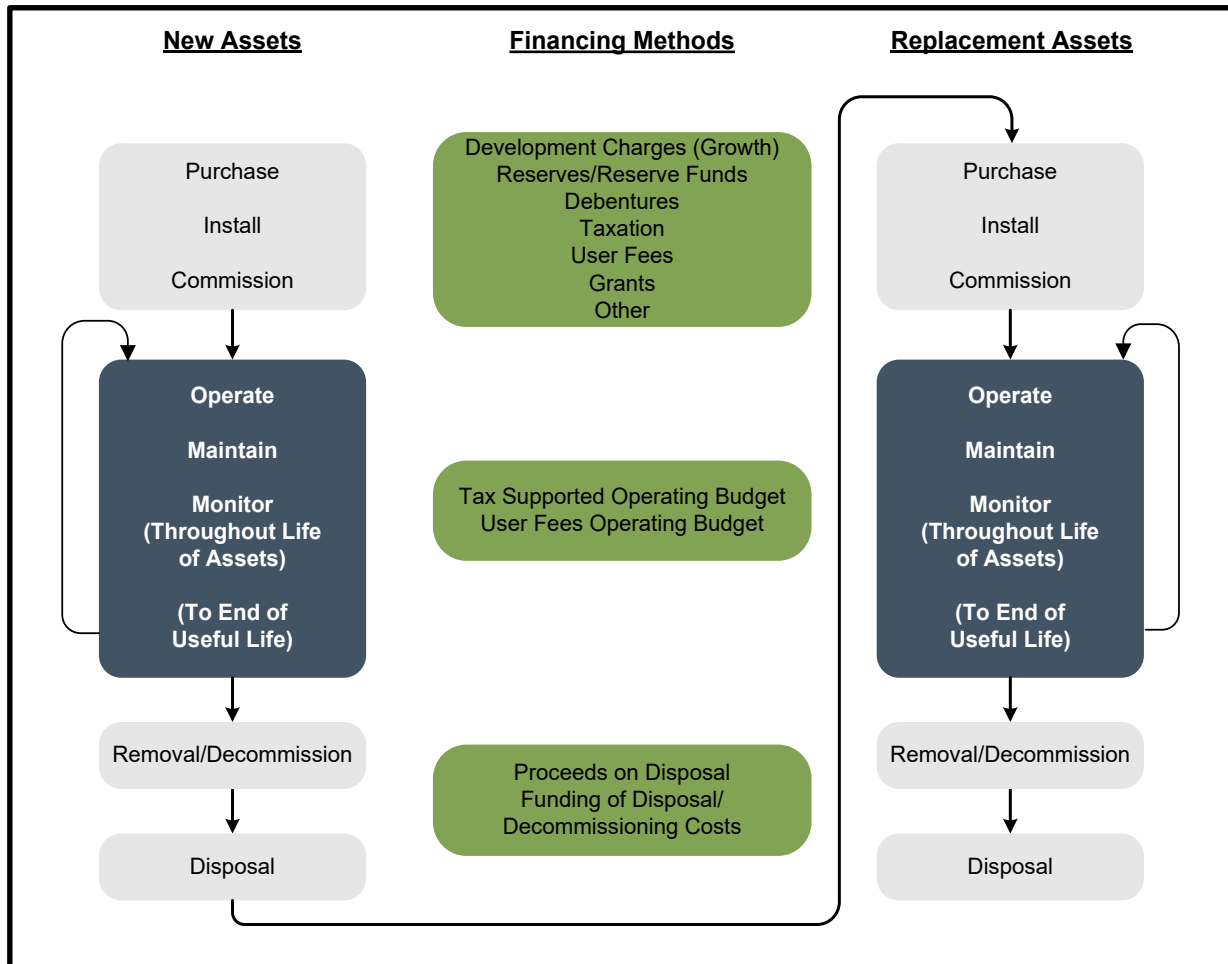 New Assets
Purchase
Install
Commission
Operate
Maintain
Monitor
(Throughout Life
of Assets)
(To End of
Useful Life)
Removal/Decommission
Disposal
Financing Methods
Development Charges (Growth)
Reserves/Reserve Funds
Debentures
Taxation
User Fees
Grants
Other
Tax Supported Operating Budget
User Fees Operating Budget
Proceeds on Disposal
Funding of Disposal/
Decommissioning Costs
Replacement Assets
Purchase
Install
Commission
Operate
Maintain
Monitor
(Throughout Life
of Assets)
(To End of
Useful Life)
Removal/Decommission
Disposal